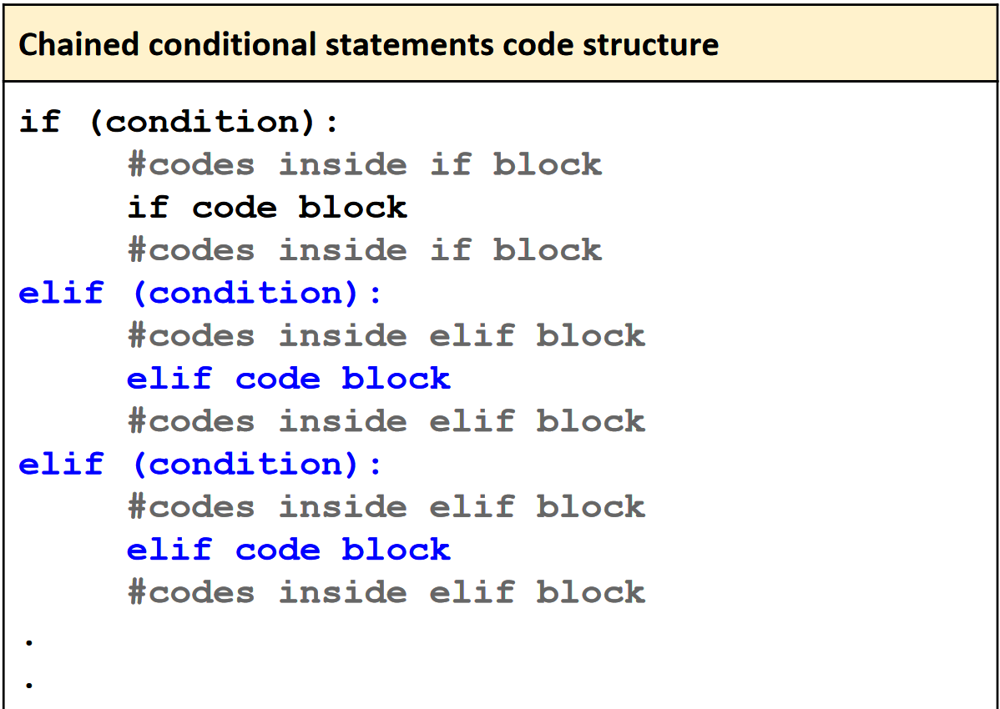 Chained conditional statements code structure
if (condition):
#codes inside if block
if code block
#codes inside if block
elif (condition):
#codes inside elif block
elif code block
#codes inside elif block
elif (condition):
#codes inside elif block
elif code block
#codes inside elif block
.
.